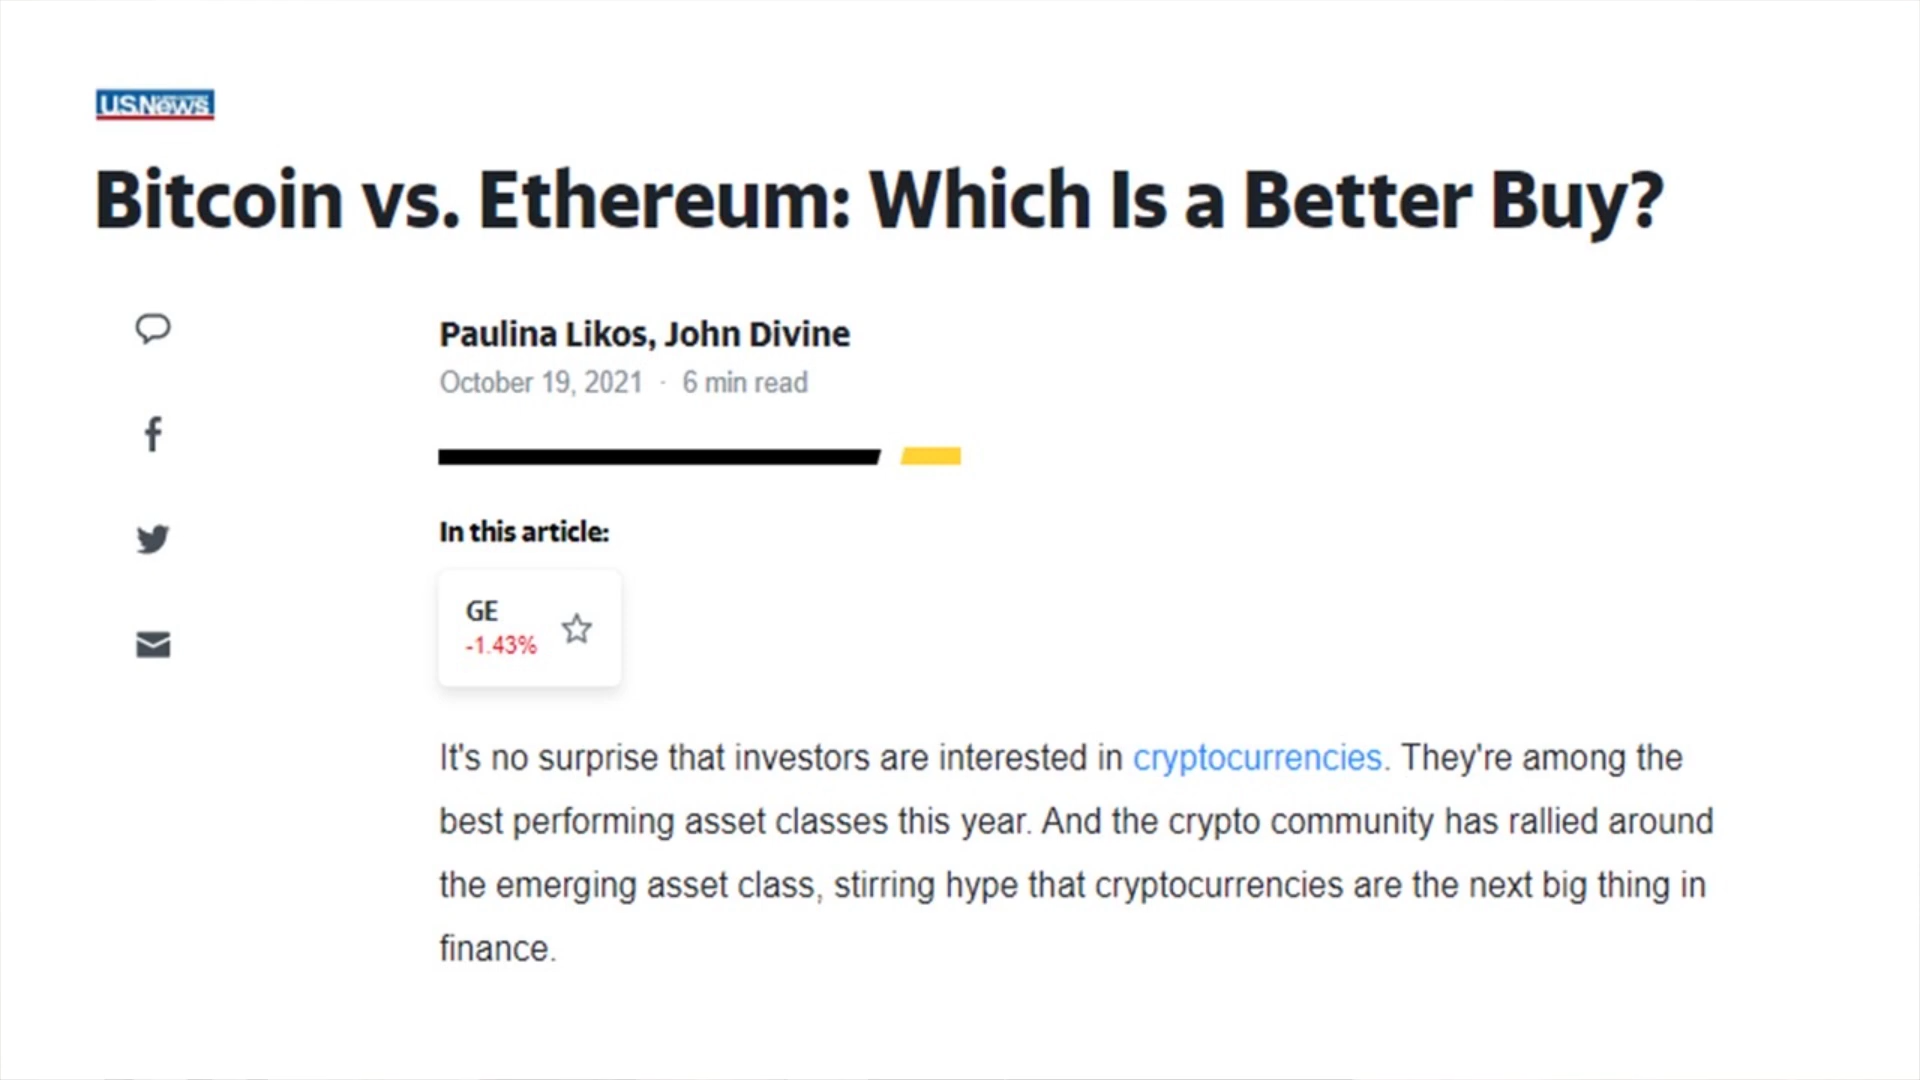 U.S.News
Bitcoin vs. Ethereum: Which Is a Better Buy?
Paulina Likos, John Divine
October 19, 2021 · 6 min read
In this article:
GE
-1.43%
It's no surprise that investors are interested in cryptocurrencies. They're among the
best performing asset classes this year. And the crypto community has rallied around
the emerging asset class, stirring hype that cryptocurrencies are the next big thing in
finance.